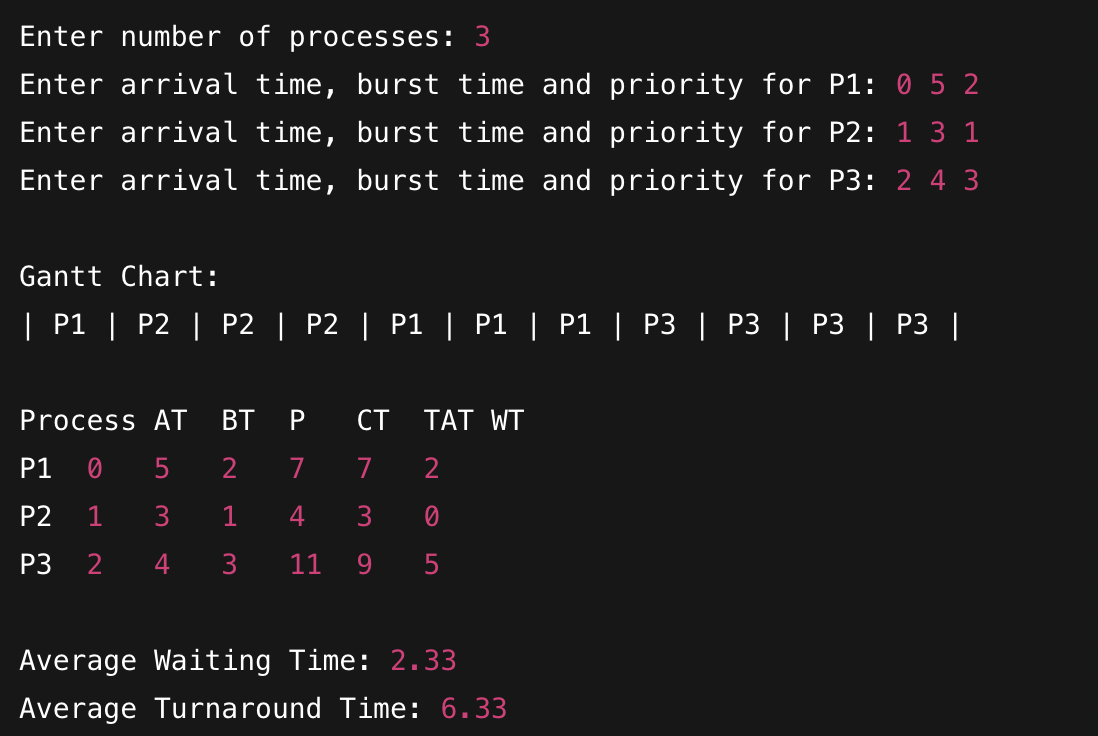 Enter number of processes: 3
Enter arrival time, burst time and priority for P1: 0 5 2
Enter arrival time, burst time and priority for P2: 1 3 1
Enter arrival time, burst time and priority for P3: 2 4 3
Gantt Chart:
| P1 | P2 | P2 | P2 | P1 | P1 | P1 | P3 | P3 | P3 | P3 |
Process AT  BT  P   CT  TAT WT
P1  0   5   2   7   7   2
P2  1   3   1   4   3   0
P3  2   4   3   11  9   5
Average Waiting Time: 2.33
Average Turnaround Time: 6.33